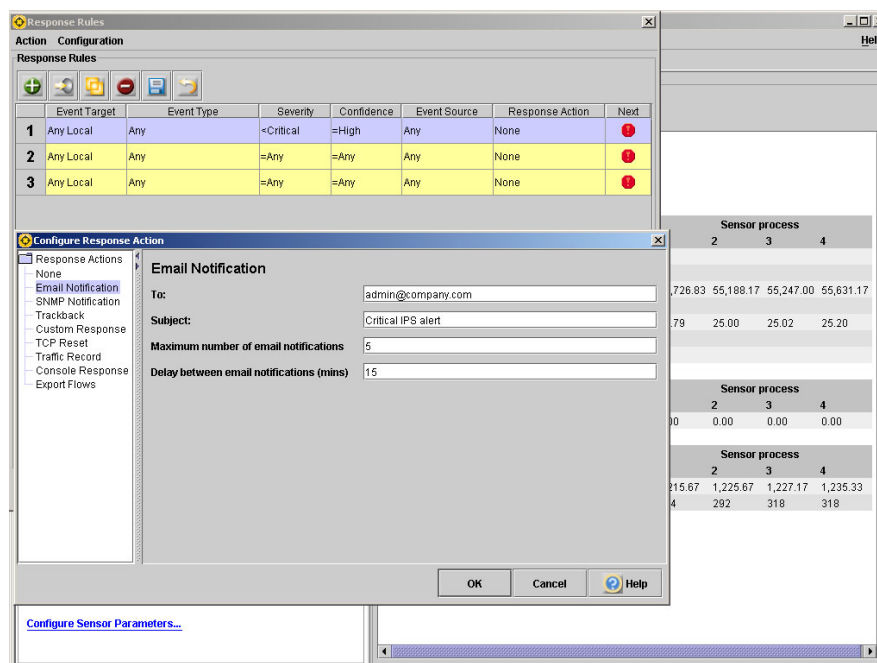 Response Rules
Action Configuration
Response Rules
Event Target Event Type Severity Confidence Event Source Response Action Next
1 Any Local Any <Critical =High Any None
2 Any Local Any =Any =Any Any None
3 Any Local Any =Any =Any Any None
Configure Response Action
Response Actions
None
Email Notification
SNMP Notification
Trackback
Custom Response
TCP Reset
Traffic Record
Console Response
Export Flows
Email Notification
To: admin@company.com
Subject: Critical IPS alert
Maximum number of email notifications 5
Delay between email notifications (mins) 15
OK Cancel Help
Configure Sensor Parameters...
Sensor process
2 3 4
,726.83 55,188.17 55,247.00 55,631.17
.79 25.00 25.02 25.20
Sensor process
2 3 4
0.00 0.00 0.00
Sensor process
2 3 4
215.67 1,225.67 1,227.17 1,235.33
4 292 318 318